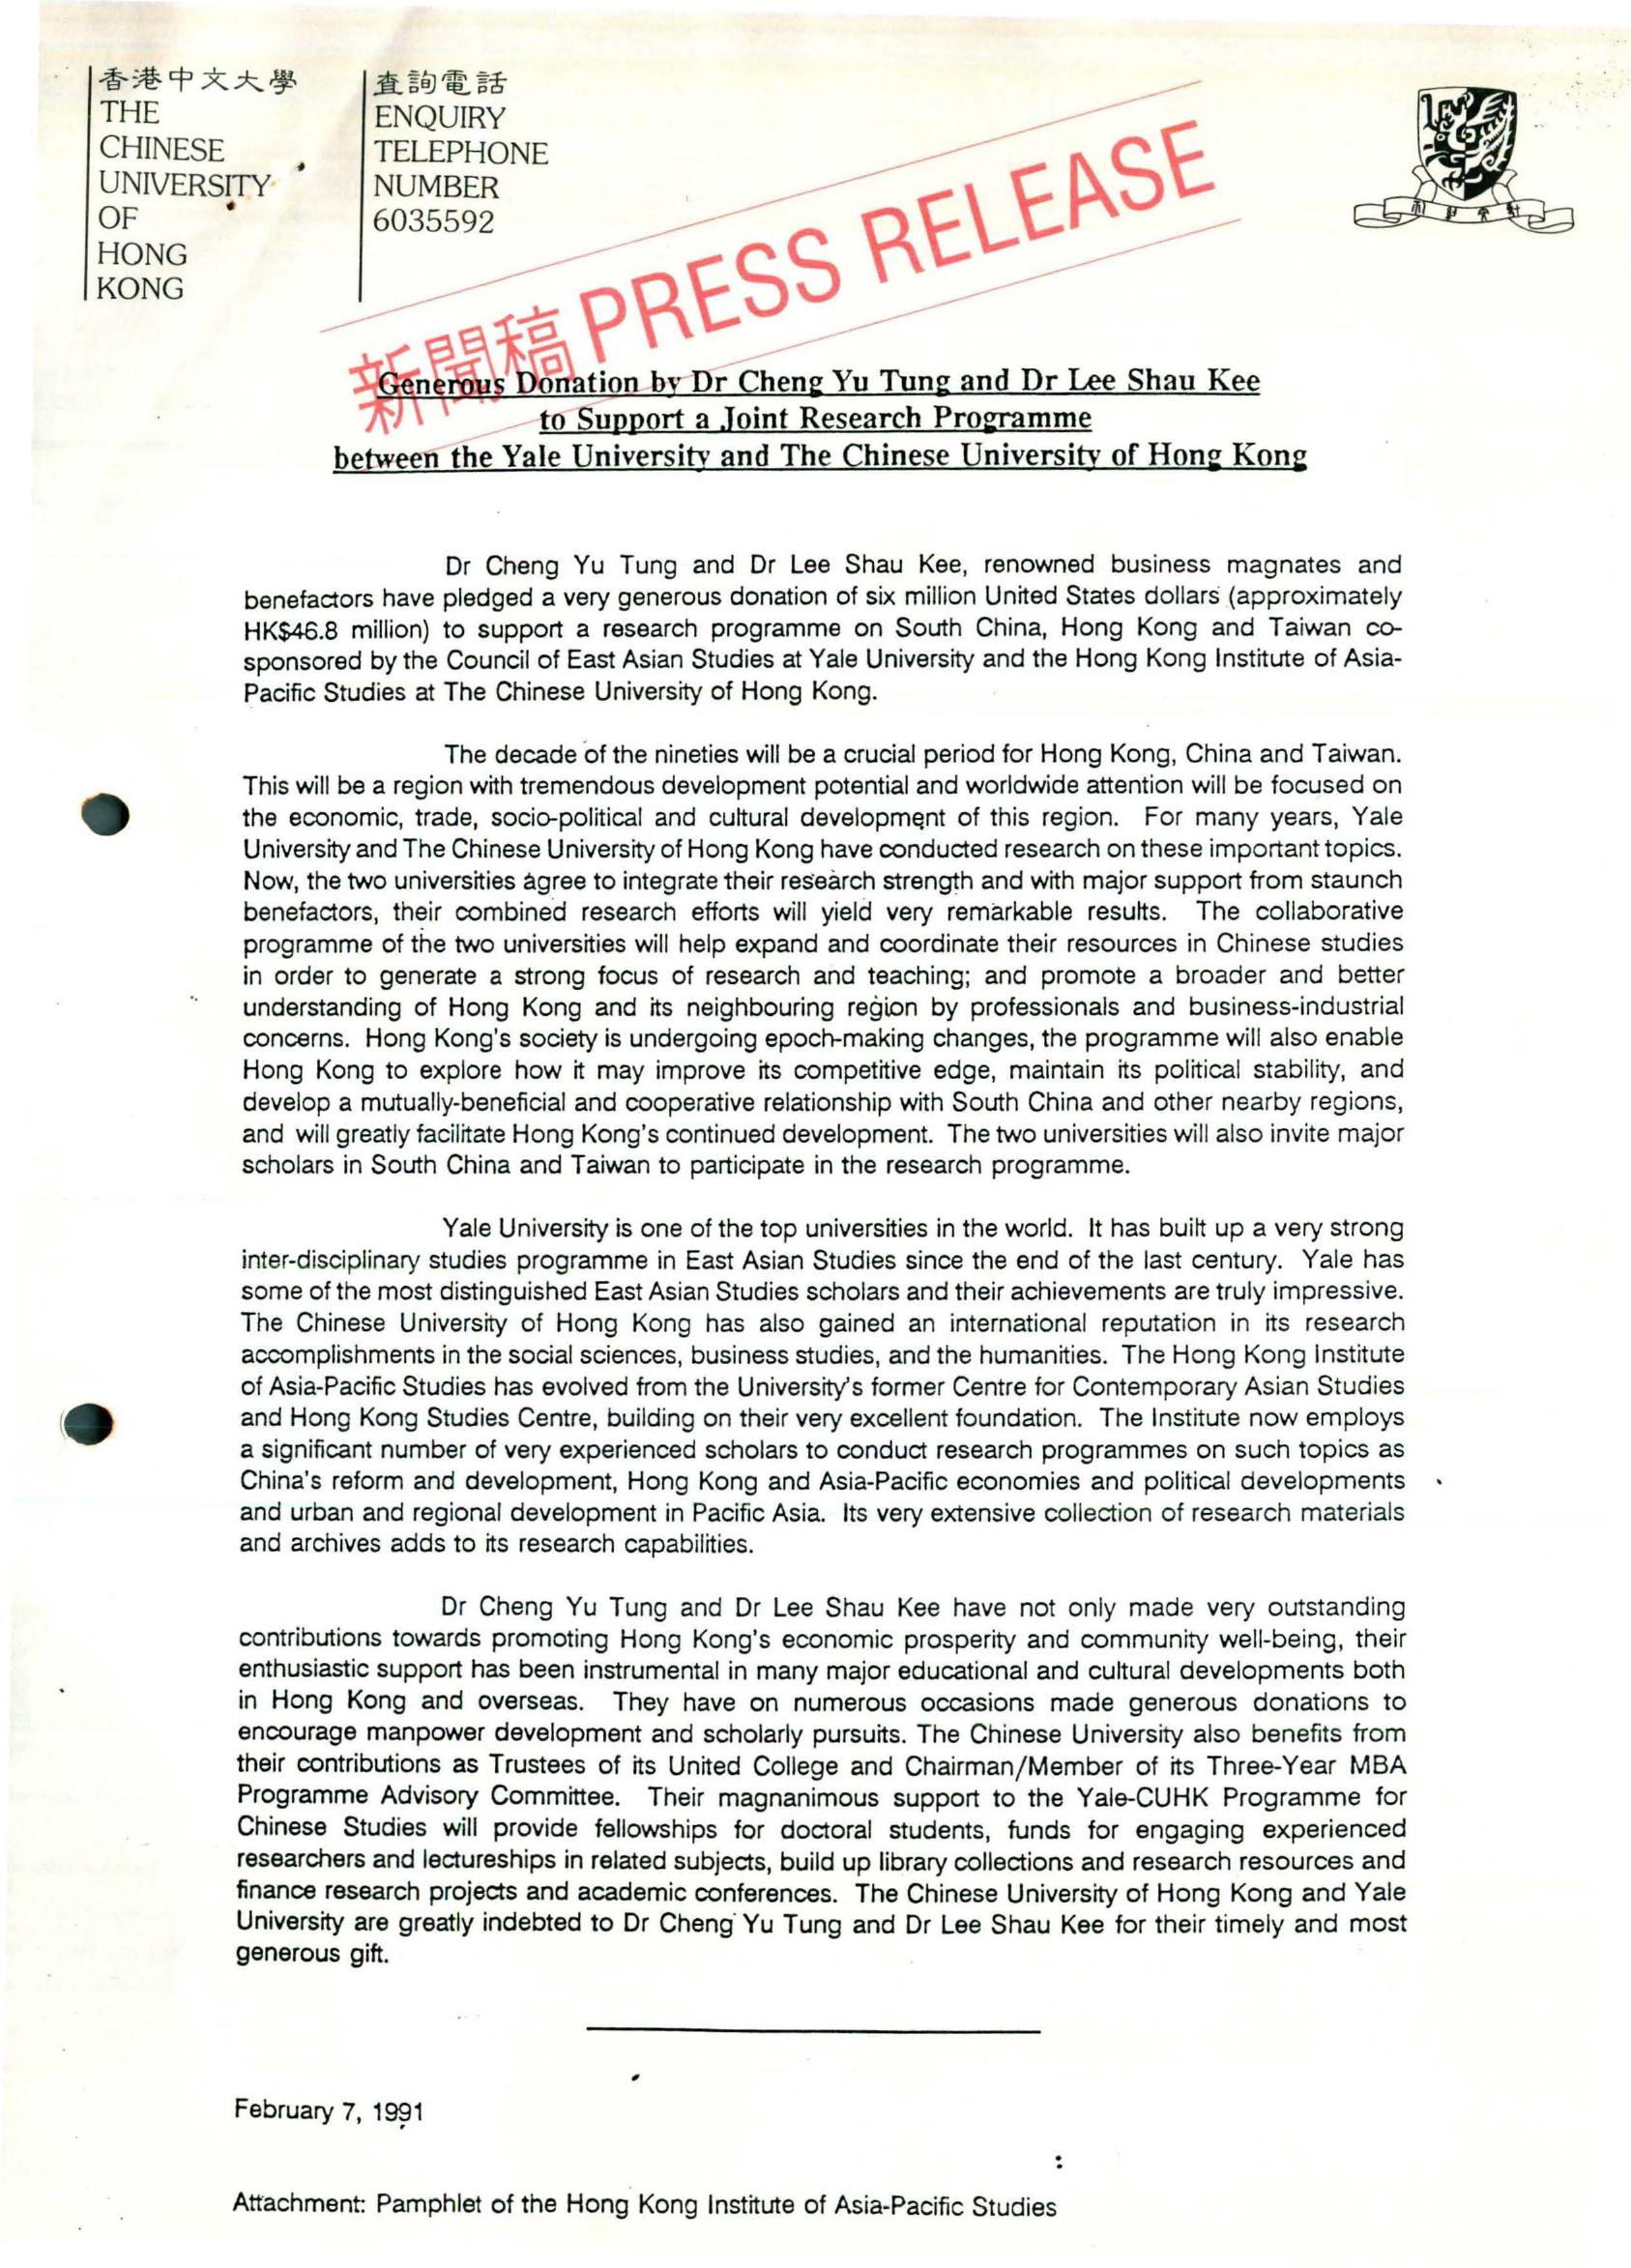 香港中文大學
THE
CHINESE
UNIVERSITY
OF
HONG
KONG
查詢電話
ENQUIRY
TELEPHONE
NUMBER
6035592
新聞稿 PRESS RELEASE
Generous Donation by Dr Cheng Yu Tung and Dr Lee Shau Kee
to Support a Joint Research Programme
between the Yale University and The Chinese University of Hong Kong
Dr Cheng Yu Tung and Dr Lee Shau Kee, renowned business magnates and
benefactors have pledged a very generous donation of six million United States dollars (approximately
HK$46.8 million) to support a research programme on South China, Hong Kong and Taiwan co-
sponsored by the Council of East Asian Studies at Yale University and the Hong Kong Institute of Asia-
Pacific Studies at The Chinese University of Hong Kong.
The decade of the nineties will be a crucial period for Hong Kong, China and Taiwan.
This will be a region with tremendous development potential and worldwide attention will be focused on
the economic, trade, socio-political and cultural development of this region. For many years, Yale
University and The Chinese University of Hong Kong have conducted research on these important topics.
Now, the two universities agree to integrate their research strength and with major support from staunch
benefactors, their combined research efforts will yield very remarkable results. The collaborative
programme of the two universities will help expand and coordinate their resources in Chinese studies
in order to generate a strong focus of research and teaching; and promote a broader and better
understanding of Hong Kong and its neighbouring region by professionals and business-industrial
concerns. Hong Kong's society is undergoing epoch-making changes, the programme will also enable
Hong Kong to explore how it may improve its competitive edge, maintain its political stability, and
develop a mutually-beneficial and cooperative relationship with South China and other nearby regions,
and will greatly facilitate Hong Kong's continued development. The two universities will also invite major
scholars in South China and Taiwan to participate in the research programme.
Yale University is one of the top universities in the world. It has built up a very strong
inter-disciplinary studies programme in East Asian Studies since the end of the last century. Yale has
some of the most distinguished East Asian Studies scholars and their achievements are truly impressive.
The Chinese University of Hong Kong has also gained an international reputation in its research
accomplishments in the social sciences, business studies, and the humanities. The Hong Kong Institute
of Asia-Pacific Studies has evolved from the University's former Centre for Contemporary Asian Studies
and Hong Kong Studies Centre, building on their very excellent foundation. The Institute now employs
a significant number of very experienced scholars to conduct research programmes on such topics as
China's reform and development, Hong Kong and Asia-Pacific economies and political developments
and urban and regional development in Pacific Asia. Its very extensive collection of research materials
and archives adds to its research capabilities.
Dr Cheng Yu Tung and Dr Lee Shau Kee have not only made very outstanding
contributions towards promoting Hong Kong's economic prosperity and community well-being, their
enthusiastic support has been instrumental in many major educational and cultural developments both
in Hong Kong and overseas. They have on numerous occasions made generous donations to
encourage manpower development and scholarly pursuits. The Chinese University also benefits from
their contributions as Trustees of its United College and Chairman/Member of its Three-Year MBA
Programme Advisory Committee. Their magnanimous support to the Yale-CUHK Programme for
Chinese Studies will provide fellowships for doctoral students, funds for engaging experienced
researchers and lectureships in related subjects, build up library collections and research resources and
finance research projects and academic conferences. The Chinese University of Hong Kong and Yale
University are greatly indebted to Dr Cheng Yu Tung and Dr Lee Shau Kee for their timely and most
generous gift.
February 7, 1991
Attachment: Pamphlet of the Hong Kong Institute of Asia-Pacific Studies